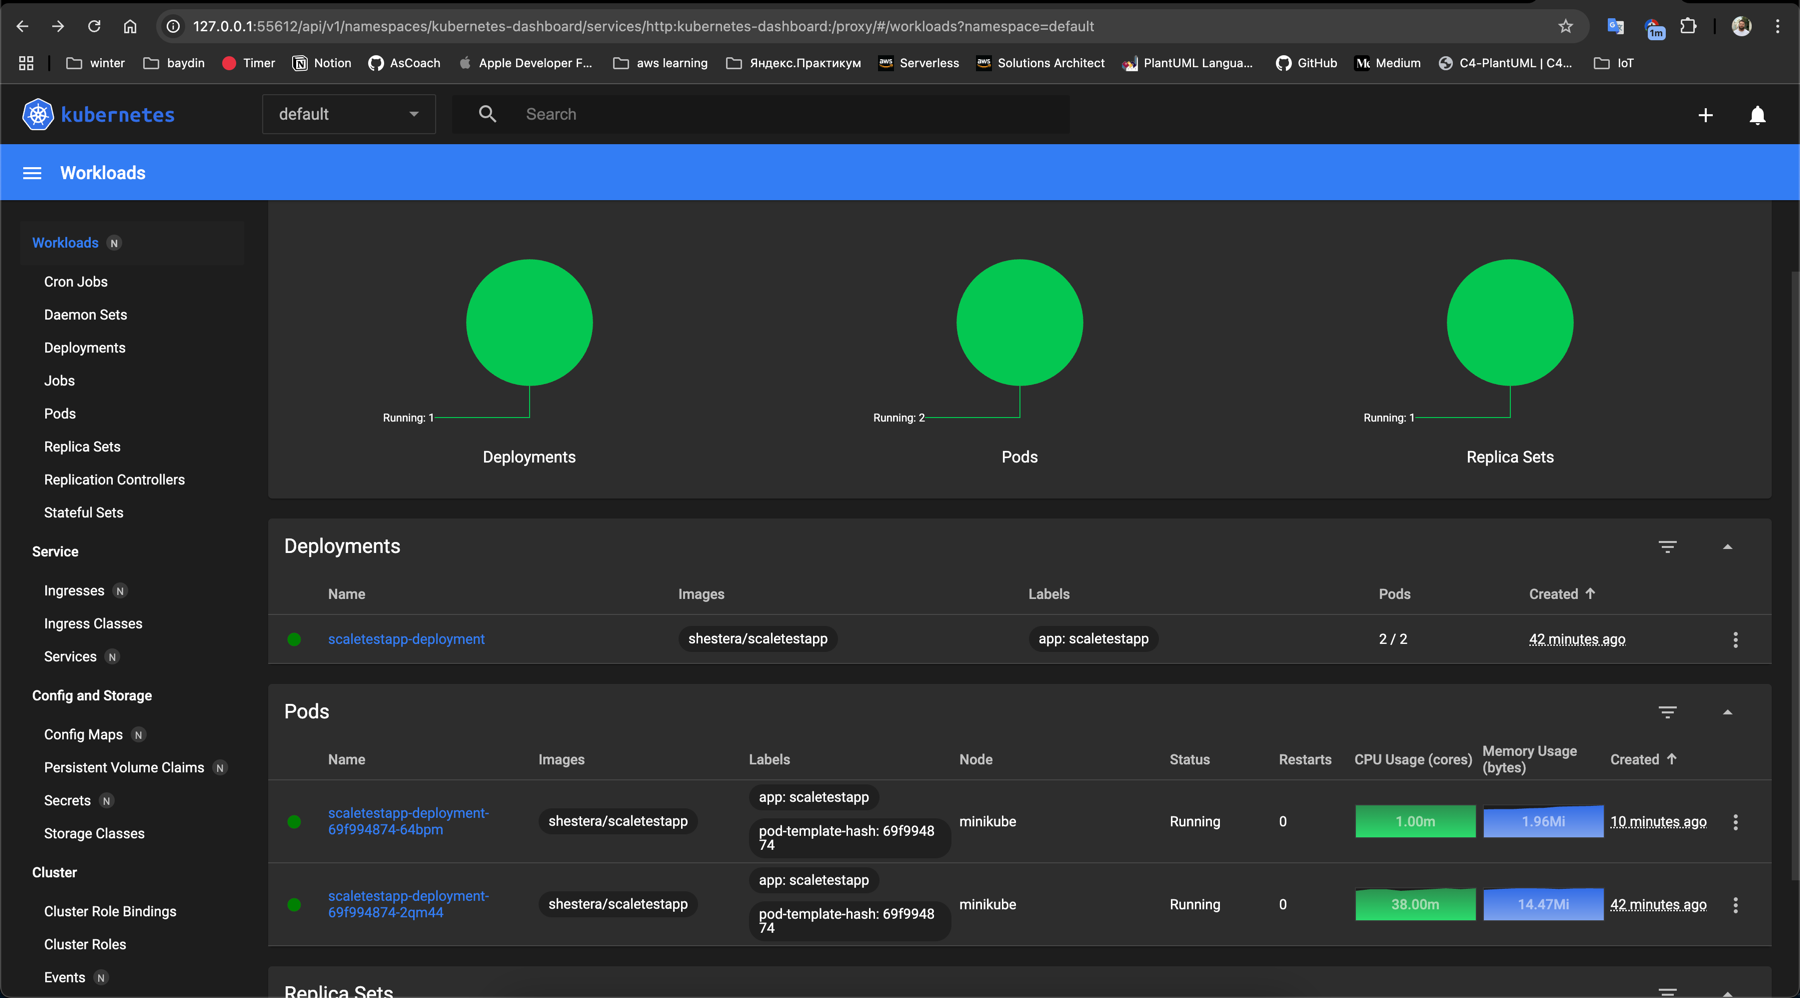 127.0.0.1:55612/api/v1/namespaces/kubernetes-dashboard/services/http:kubernetes-dashboard:/proxy/#/workloads?namespace=default
1m
winter baydin Timer Notion AsCoach Apple Developer F... aws learning Яндекс.Практикум aws Serverless aws Solutions Architect PlantUML Langua... GitHub Medium C4-PlantUML | C4... IoT
kubernetes default Search
Workloads
Workloads N
Cron Jobs
Daemon Sets
Deployments
Jobs
Pods
Replica Sets
Replication Controllers
Stateful Sets
Service
Ingresses N
Ingress Classes
Services N
Config and Storage
Config Maps N
Persistent Volume Claims N
Secrets N
Storage Classes
Cluster
Cluster Role Bindings
Cluster Roles
Events N
Running: 1 Running: 2 Running: 1
Deployments Pods Replica Sets
Deployments
Name Images Labels Pods Created
scaletestapp-deployment shestera/scaletestapp app: scaletestapp 2 / 2 42 minutes ago
Pods
Name Images Labels Node Status Restarts CPU Usage (cores) Memory Usage (bytes) Created
scaletestapp-deployment-
69f994874-64bpm
shestera/scaletestapp
app: scaletestapp
pod-template-hash: 69f9948
74
minikube Running 0 1.00m 1.96Mi 10 minutes ago
scaletestapp-deployment-
69f994874-2qm44
shestera/scaletestapp
app: scaletestapp
pod-template-hash: 69f9948
74
minikube Running 0 38.00m 14.47Mi 42 minutes ago
Replica Sets